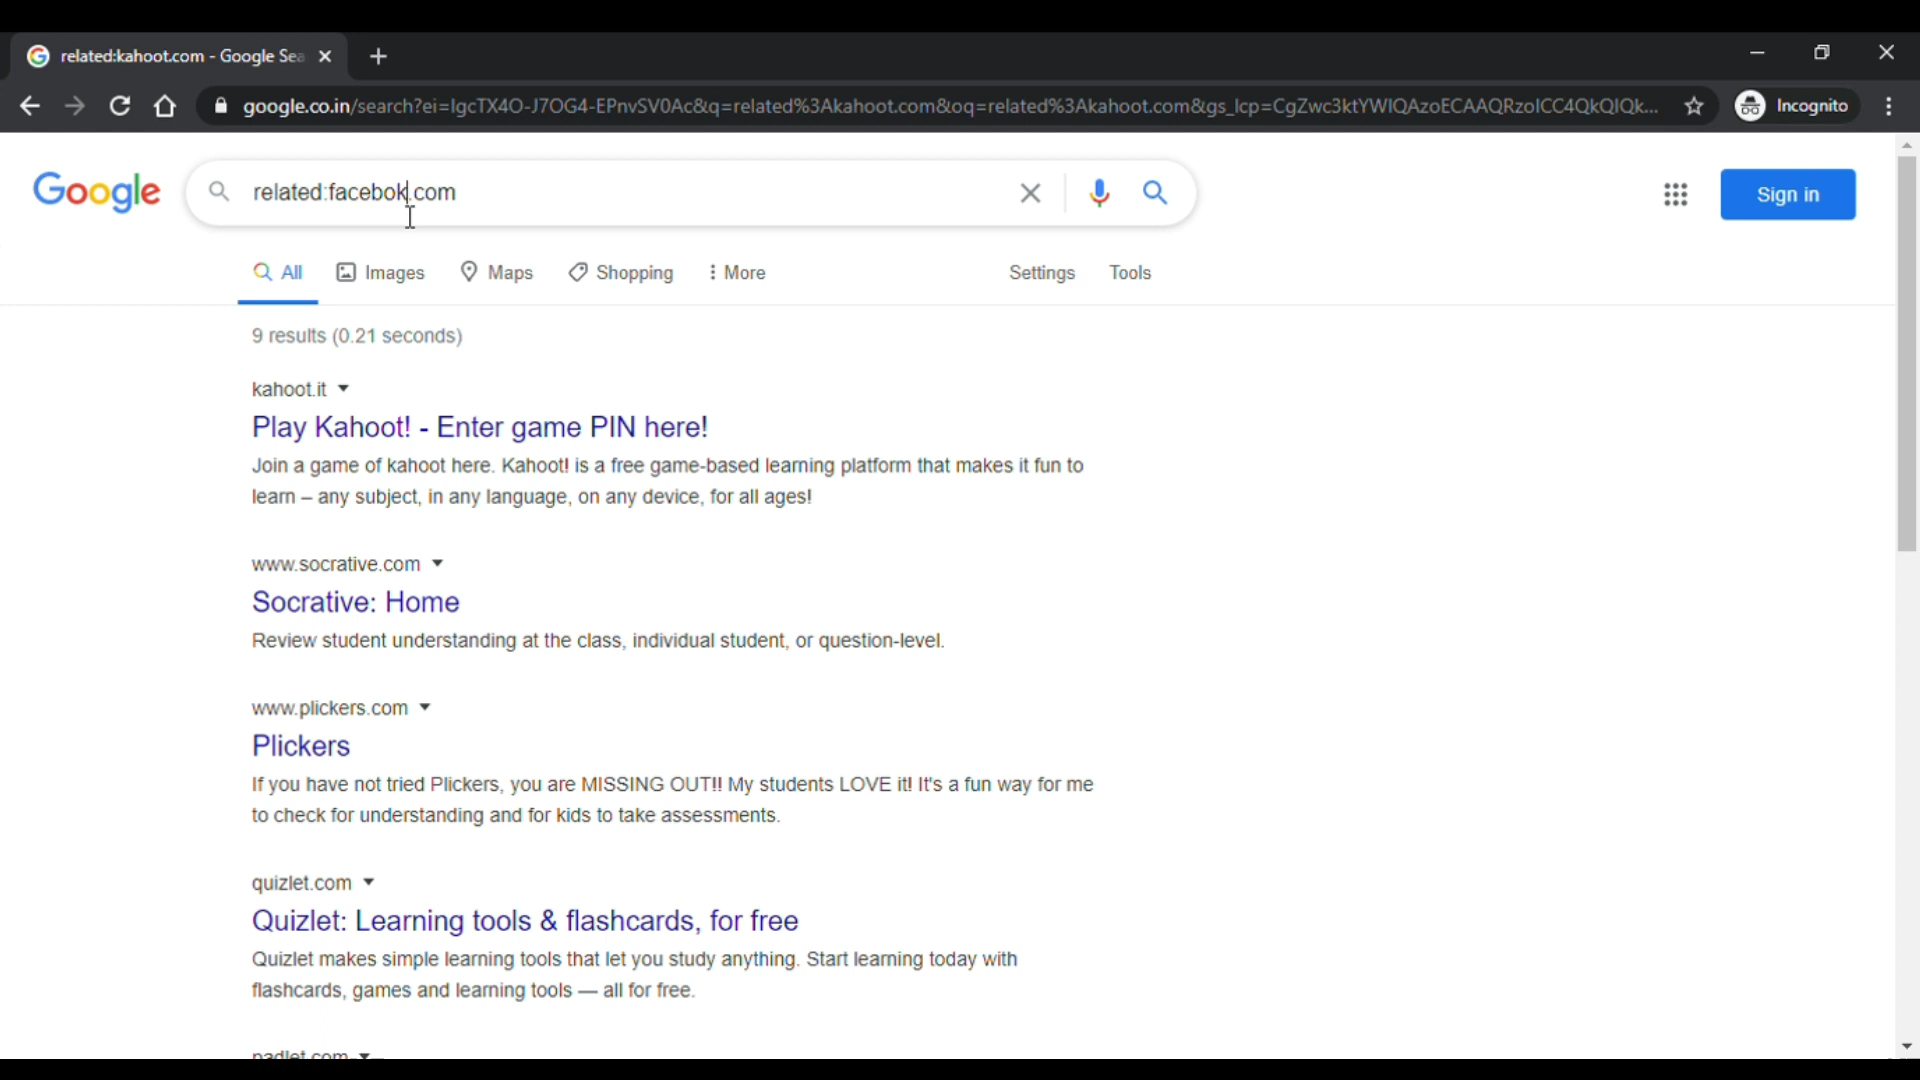 related:kahoot.com - Google Sea
google.co.in/search?ei=IgcTX4O-J7OG4-EPnvSV0Ac&q=related%3Akahoot.com&oq=related%3Akahoot.com&gs_lcp=CgZwc3ktYWIQAzoECAAQRzoICC4QkQIQk...
Incognito
Google
related:facebok.com
Sign in
All
Images
Maps
Shopping
More
Settings
Tools
9 results (0.21 seconds)
kahoot.it
Play Kahoot! - Enter game PIN here!
Join a game of kahoot here. Kahoot! is a free game-based learning platform that makes it fun to
learn – any subject, in any language, on any device, for all ages!
www.socrative.com
Socrative: Home
Review student understanding at the class, individual student, or question-level.
www.plickers.com
Plickers
If you have not tried Plickers, you are MISSING OUT!! My students LOVE it! It's a fun way for me
to check for understanding and for kids to take assessments.
quizlet.com
Quizlet: Learning tools & flashcards, for free
Quizlet makes simple learning tools that let you study anything. Start learning today with
flashcards, games and learning tools — all for free.
padlet.com